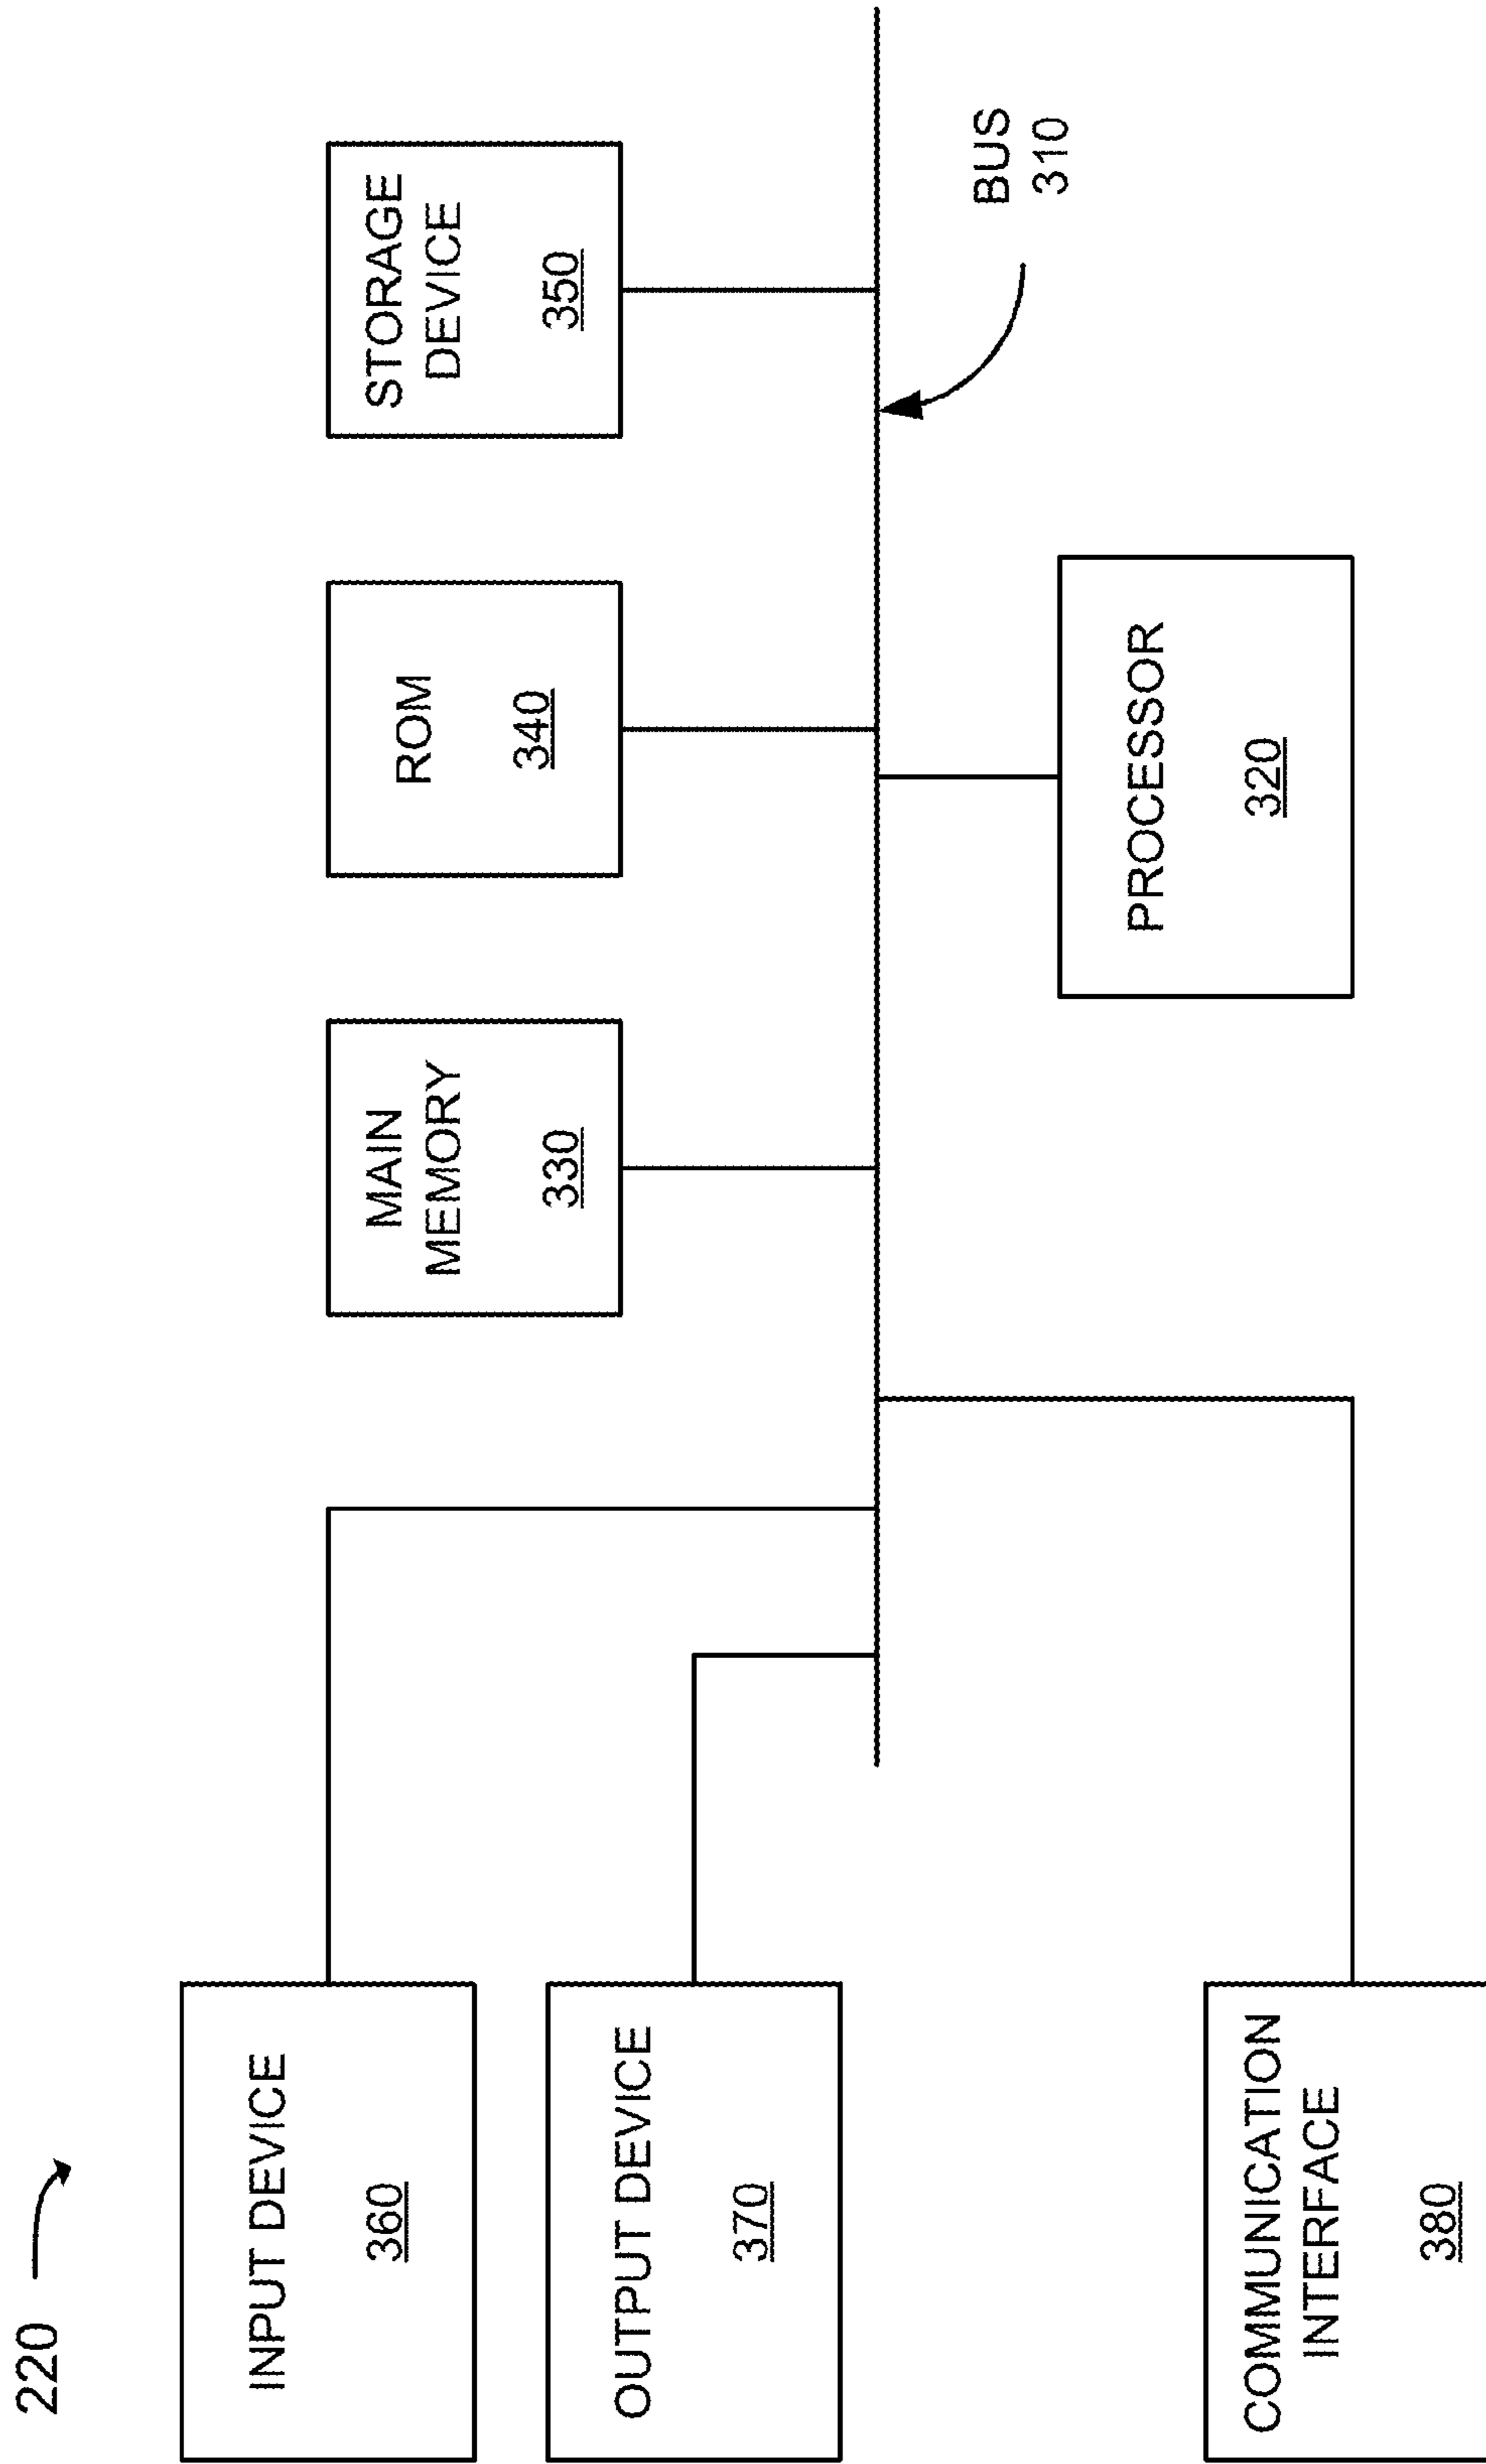 220
INPUT DEVICE
360
OUTPUT DEVICE
370
COMMUNICATION
INTERFACE
380
MAIN
MEMORY
330
ROM
340
STORAGE
DEVICE
350
PROCESSOR
320
BUS
310